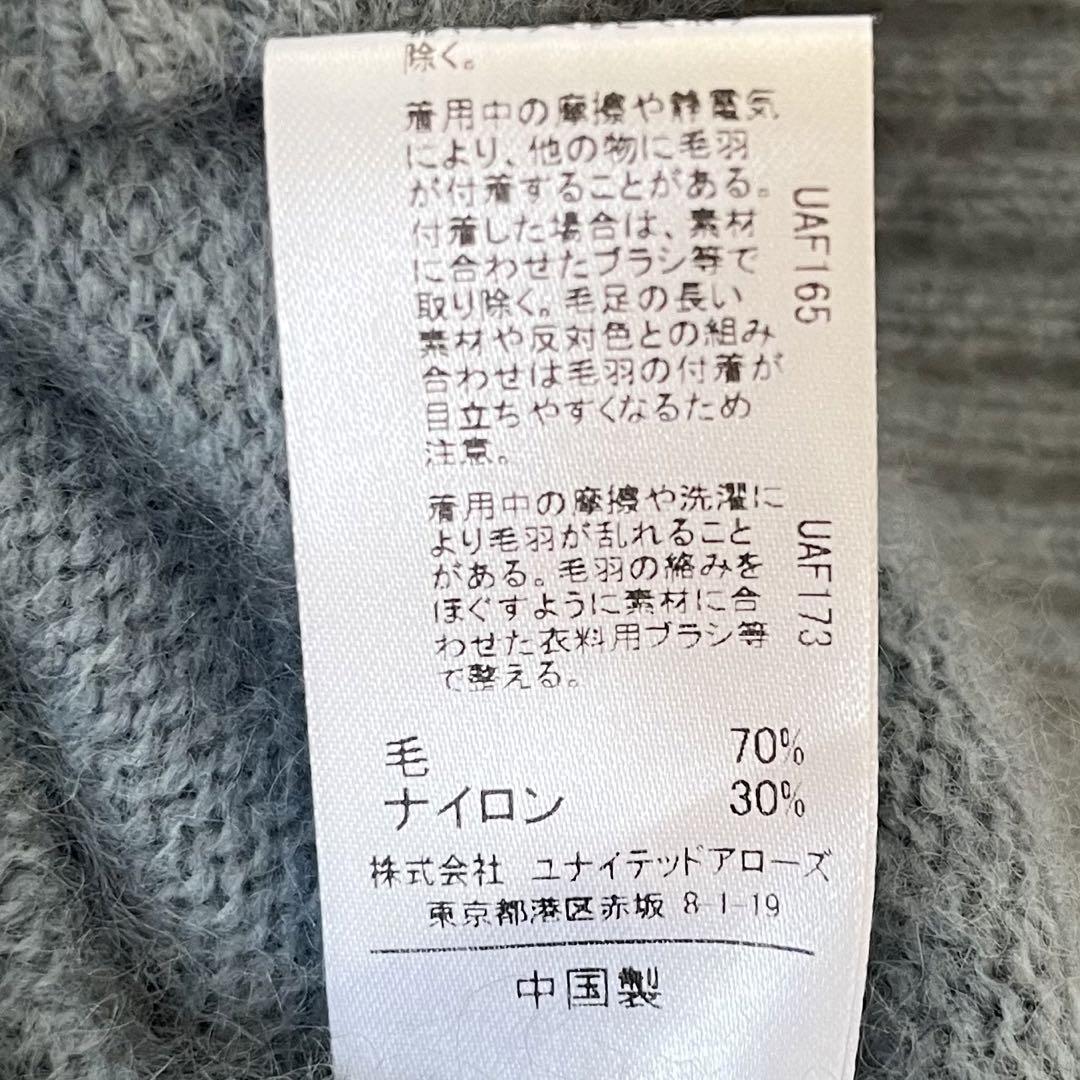 除く。
着用中の摩擦や静電気
により、他の物に毛羽
が付着することがある。
付着した場合は、素材
に合わせたブラシ等で
取り除く。毛足の長い
素材や反対色との組み
合わせは毛羽の付着が
目立ちやすくなるため
注意。
UAF165
着用中の摩擦や洗濯に
より毛羽が乱れること
がある。毛羽の絡みを
ほぐすように素材に合
わせた衣料用ブラシ等
で整える。
UAF173
毛 70%
ナイロン 30%
株式会社 ユナイテッドアローズ
東京都港区赤坂 8-1-19
中国製